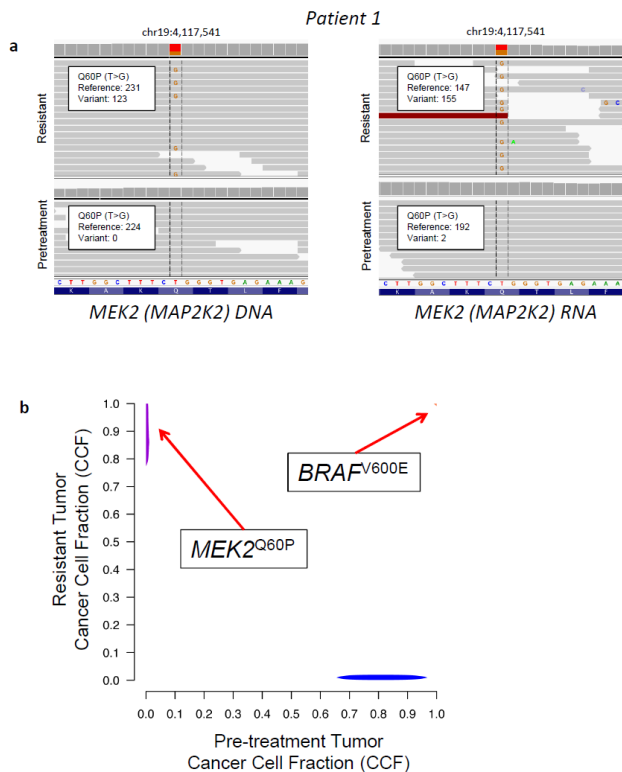 Patient 1
a
chr19:4,117,541
chr19:4,117,541
Resistant
Q60P (T>G)
Reference: 231
Variant: 123
G
G
G
G
G
Pretreatment
Q60P (T>G)
Reference: 224
Variant: 0
C T T G G C T T T C T G G G T G A G A A A G
K A K Q T L F
MEK2 (MAP2K2) DNA
Q60P (T>G)
Reference: 147
Variant: 155
G
G
G
G C
G
G
G A
G
G
Q60P (T>G)
Reference: 192
Variant: 2
C T T G G C T T T C T G G G T G A G A A A
K A K Q T L F
MEK2 (MAP2K2) RNA
b
Resistant Tumor
Cancer Cell Fraction (CCF)
1.0
0.9
0.8
0.7
0.6
0.5
0.4
0.3
0.2
0.1
0.0
BRAF V600E
MEK2 Q60P
0.0 0.1 0.2 0.3 0.4 0.5 0.6 0.7 0.8 0.9 1.0
Pre-treatment Tumor
Cancer Cell Fraction (CCF)